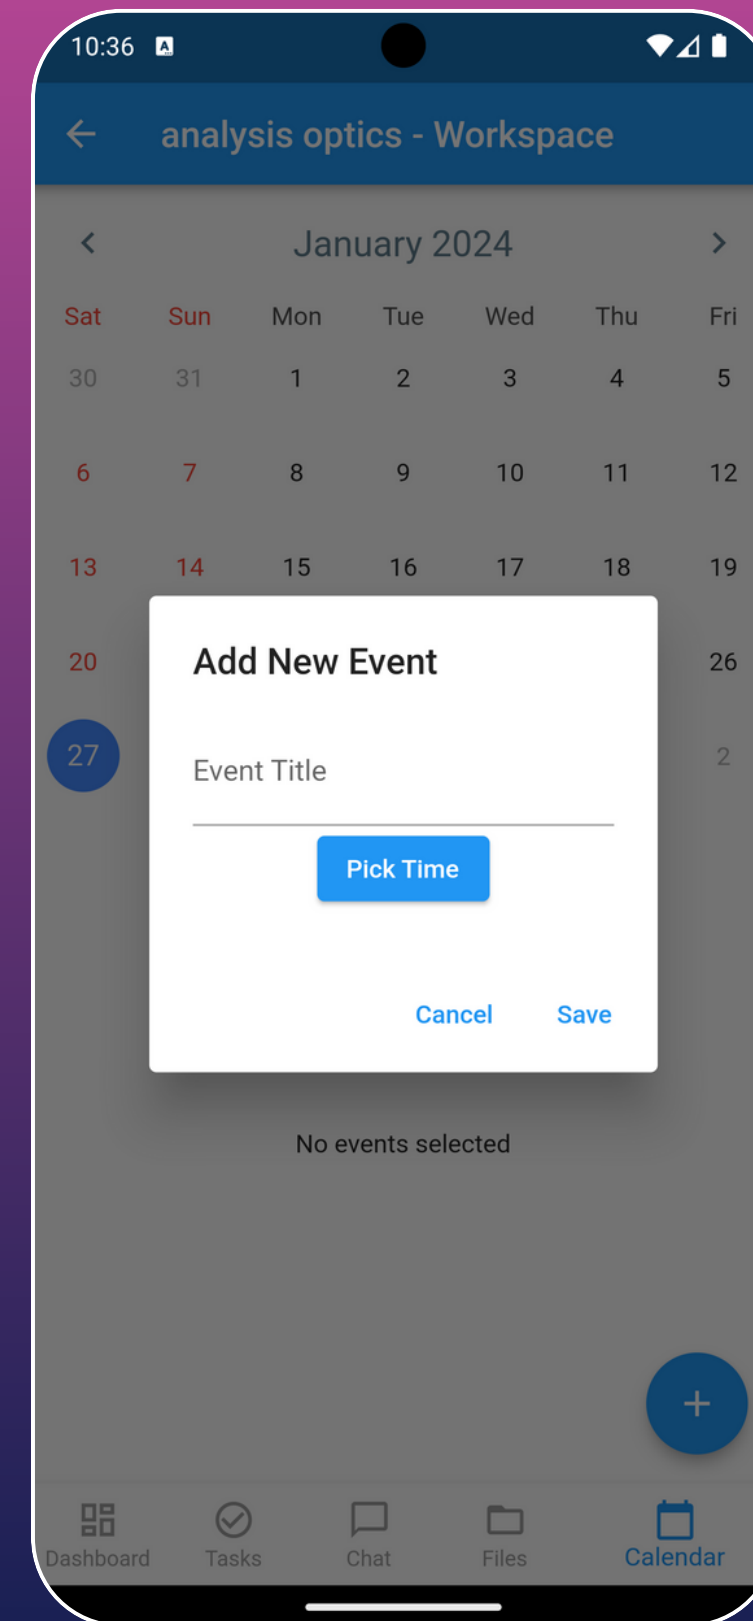 10:36
analysis optics - Workspace
January 2024
Sat Sun Mon Tue Wed Thu Fri
30 31 1 2 3 4 5
6 7 8 9 10 11 12
13 14 15 16 17 18 19
20 26
27 2
Add New Event
Event Title
Pick Time
Cancel Save
No events selected
+
Dashboard Tasks Chat Files Calendar